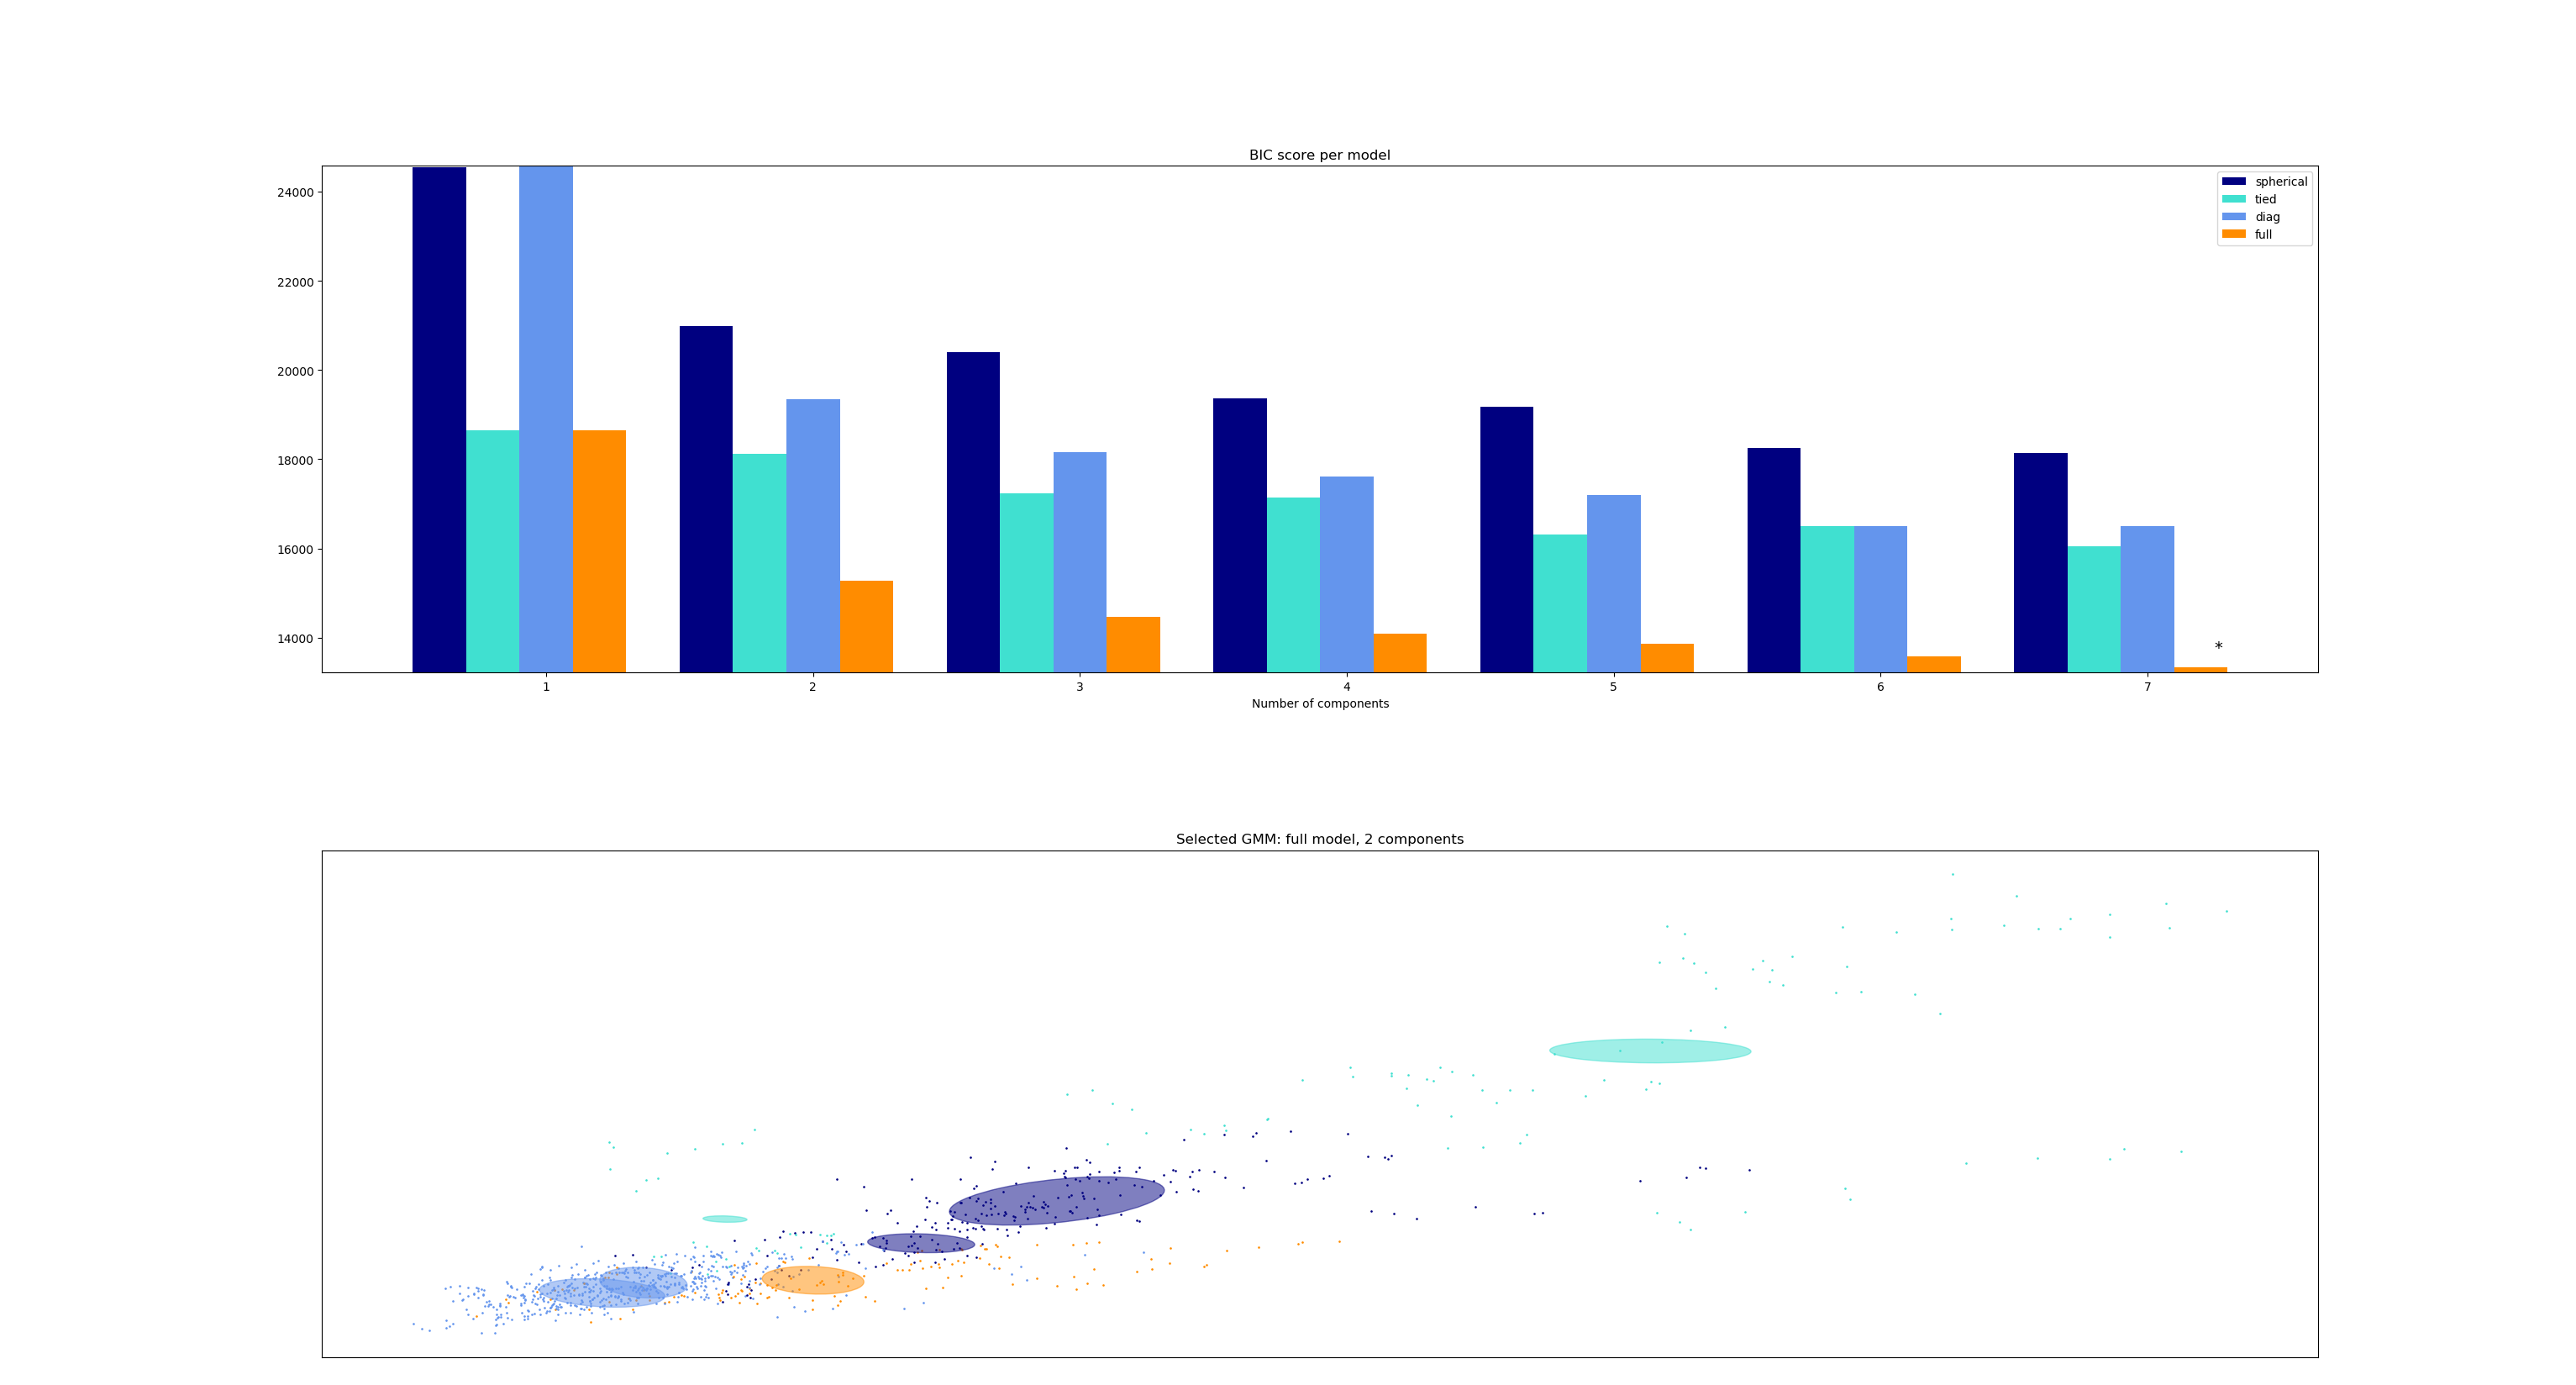 BIC score per model
24000
22000
20000
18000
16000
14000
spherical
tied
diag
full
*
1 2 3 4 5 6 7
Number of components
Selected GMM: full model, 2 components